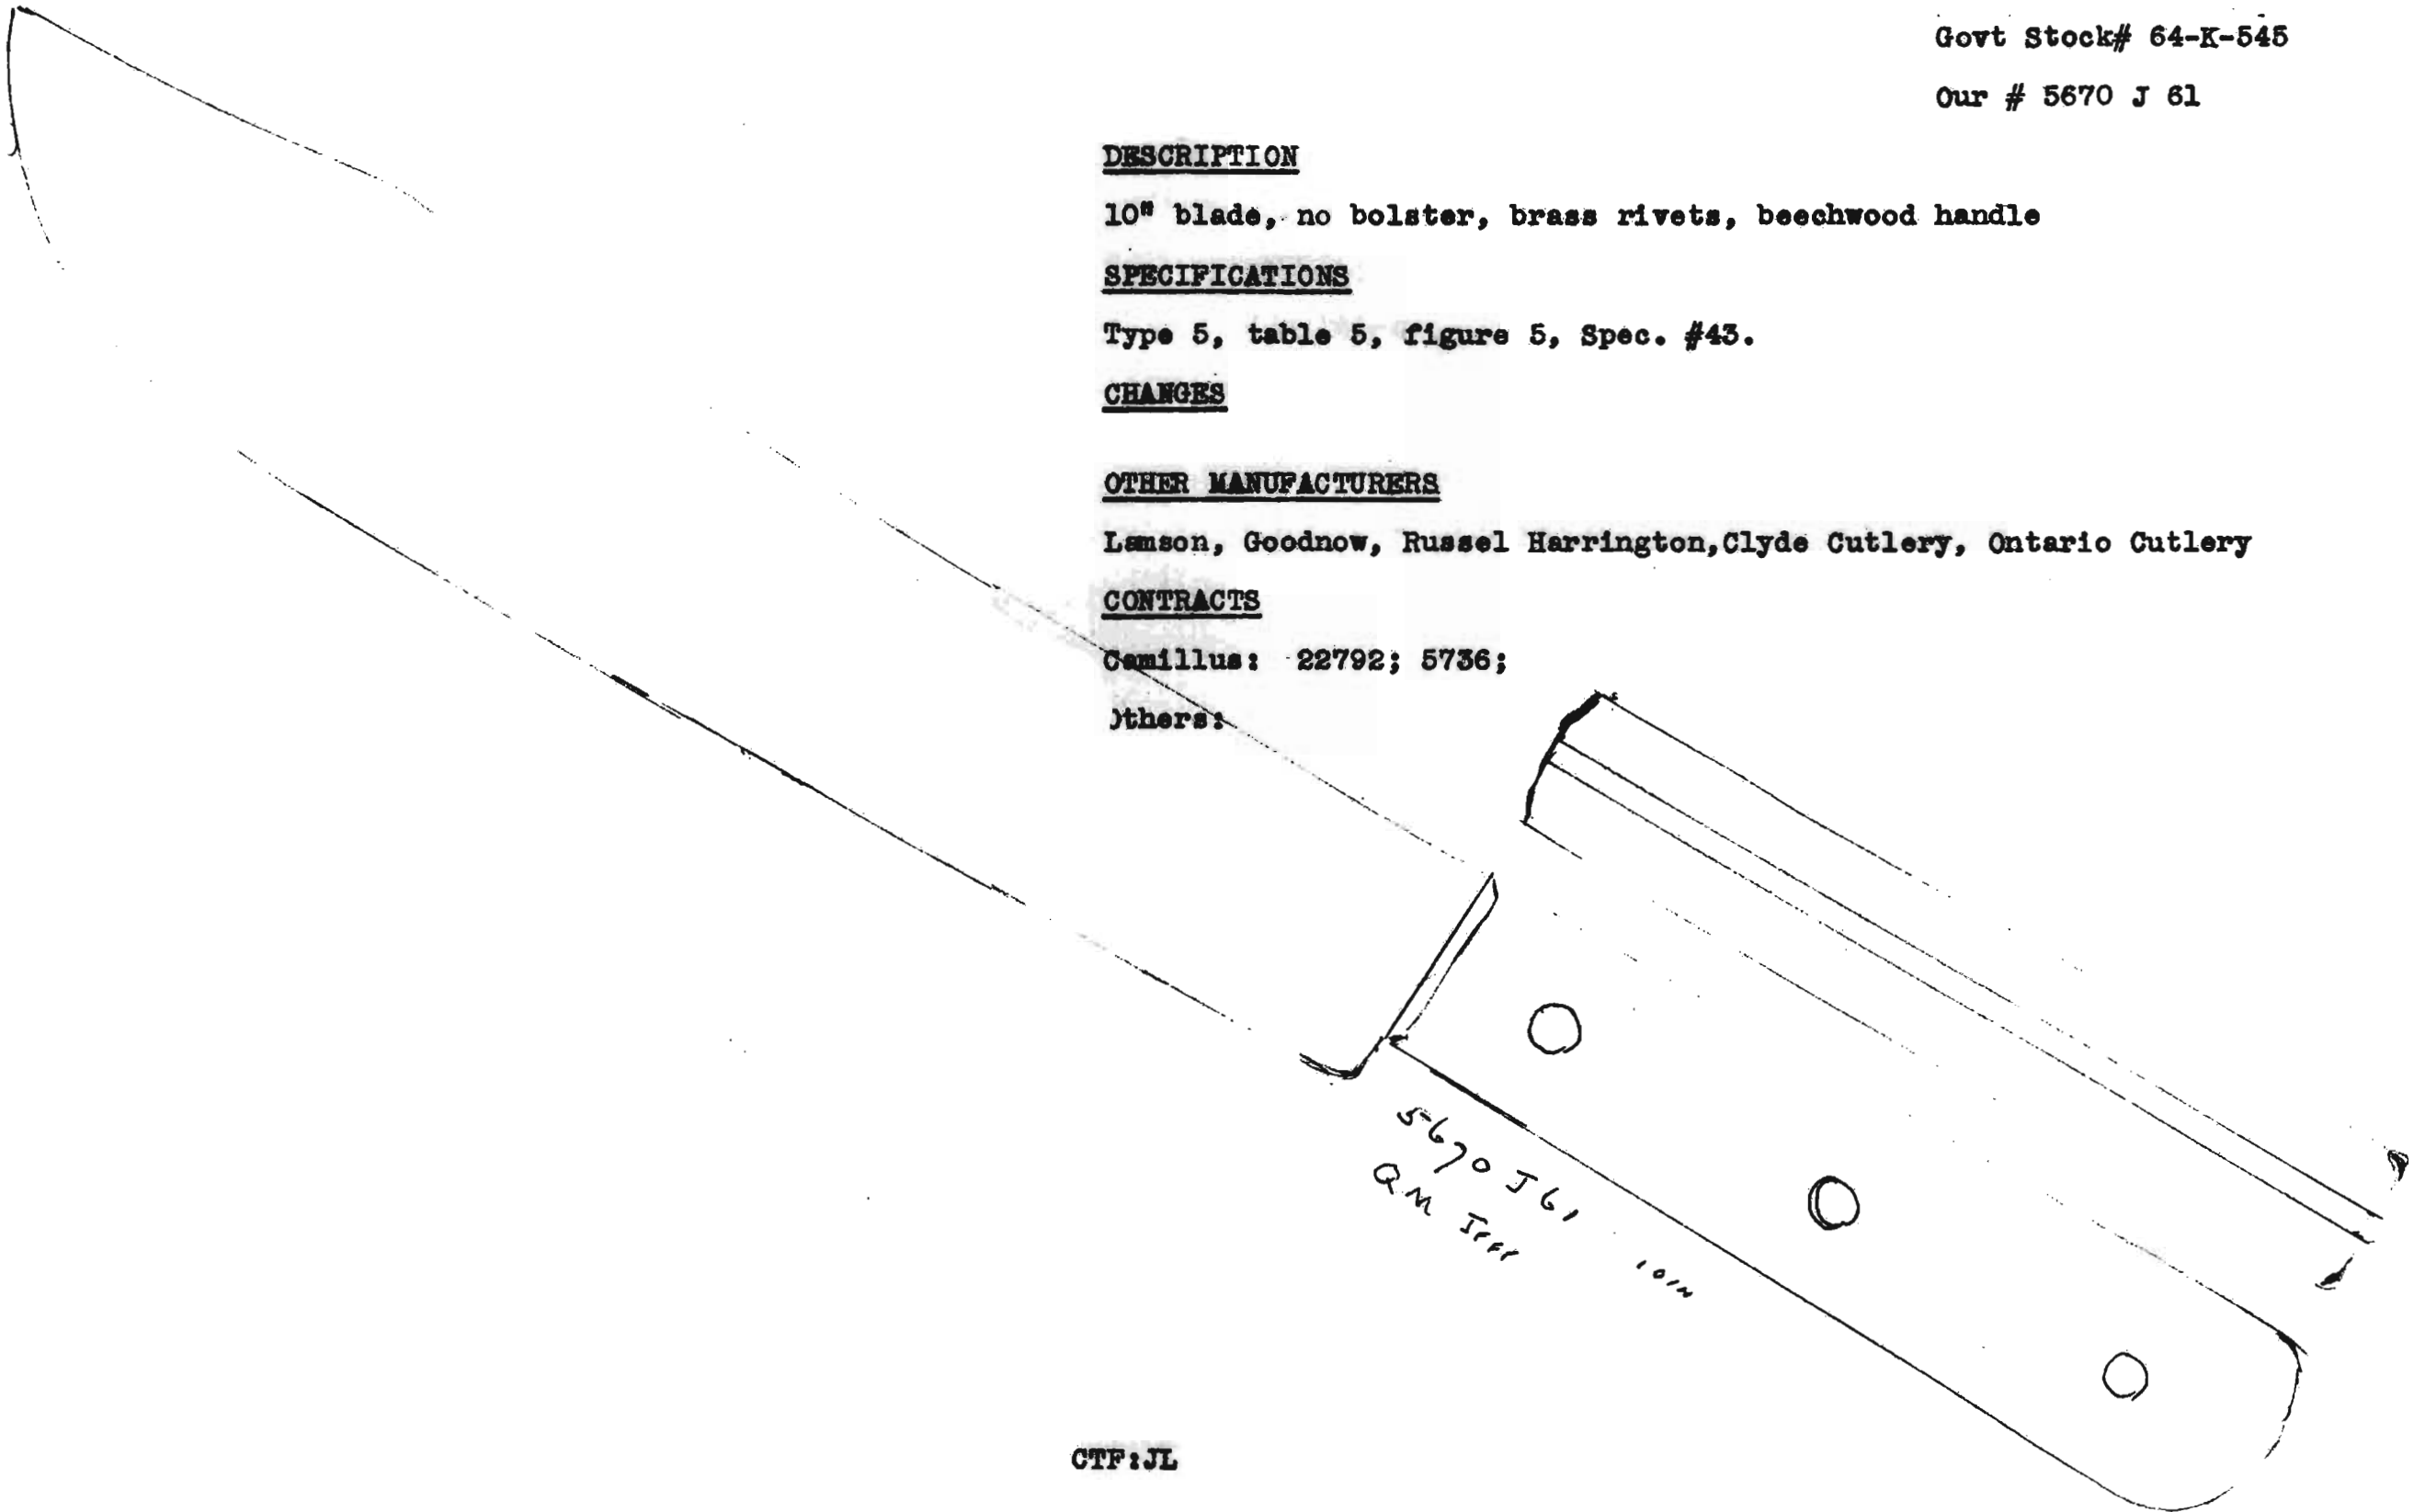 Govt Stock# 64-K-545
Our # 5670 J 61
DESCRIPTION
10" blade, no bolster, brass rivets, beechwood handle
SPECIFICATIONS
Type 5, table 5, figure 5, Spec. #43.
CHANGES
OTHER MANUFACTURERS
Lamson, Goodnow, Russel Harrington,Clyde Cutlery, Ontario Cutlery
CONTRACTS
Camillus: 22792; 5736;
Others:
5670 J61 10IN
QM
CTF:JL